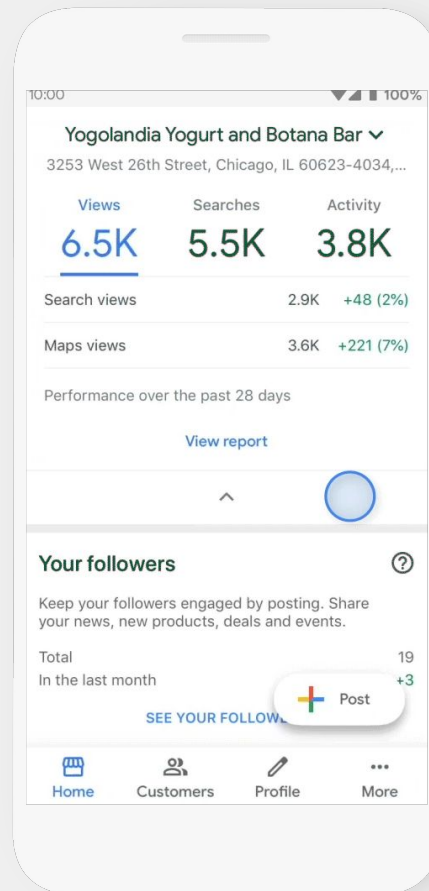 10:00 100%
Yogolandia Yogurt and Botana Bar
3253 West 26th Street, Chicago, IL 60623-4034,...
Views Searches Activity
6.5K 5.5K 3.8K
Search views 2.9K +48 (2%)
Maps views 3.6K +221 (7%)
Performance over the past 28 days
View report
Your followers
Keep your followers engaged by posting. Share
your news, new products, deals and events.
Total 19
In the last month +3
Post
SEE YOUR
Home Customers Profile More